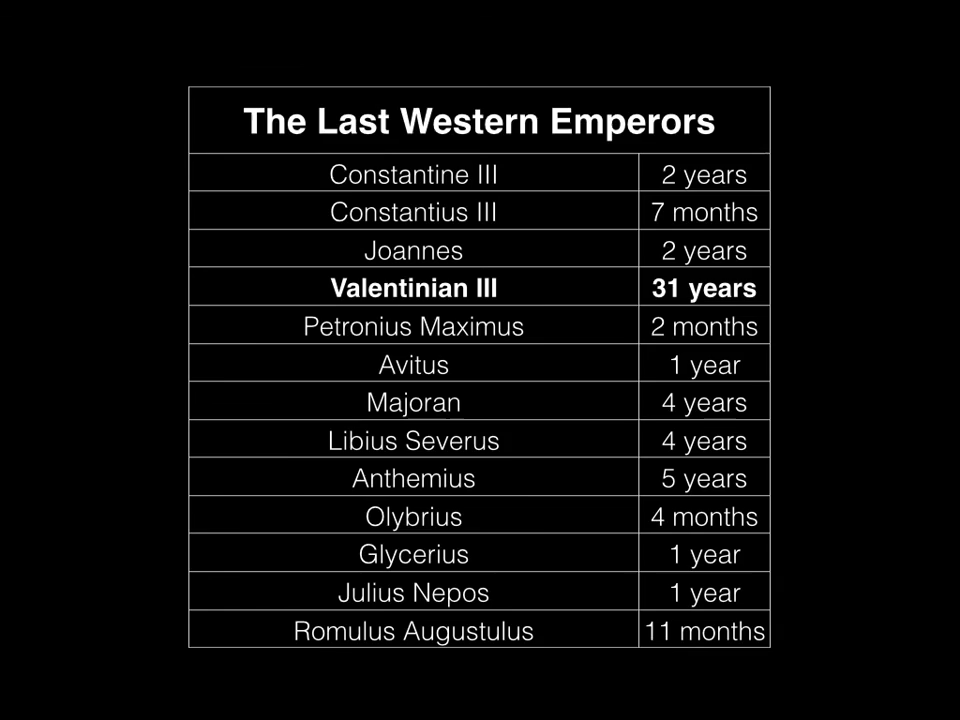 The Last Western Emperors
Constantine III 2 years
Constantius III 7 months
Joannes 2 years
Valentinian III 31 years
Petronius Maximus 2 months
Avitus 1 year
Majoran 4 years
Libius Severus 4 years
Anthemius 5 years
Olybrius 4 months
Glycerius 1 year
Julius Nepos 1 year
Romulus Augustulus 11 months